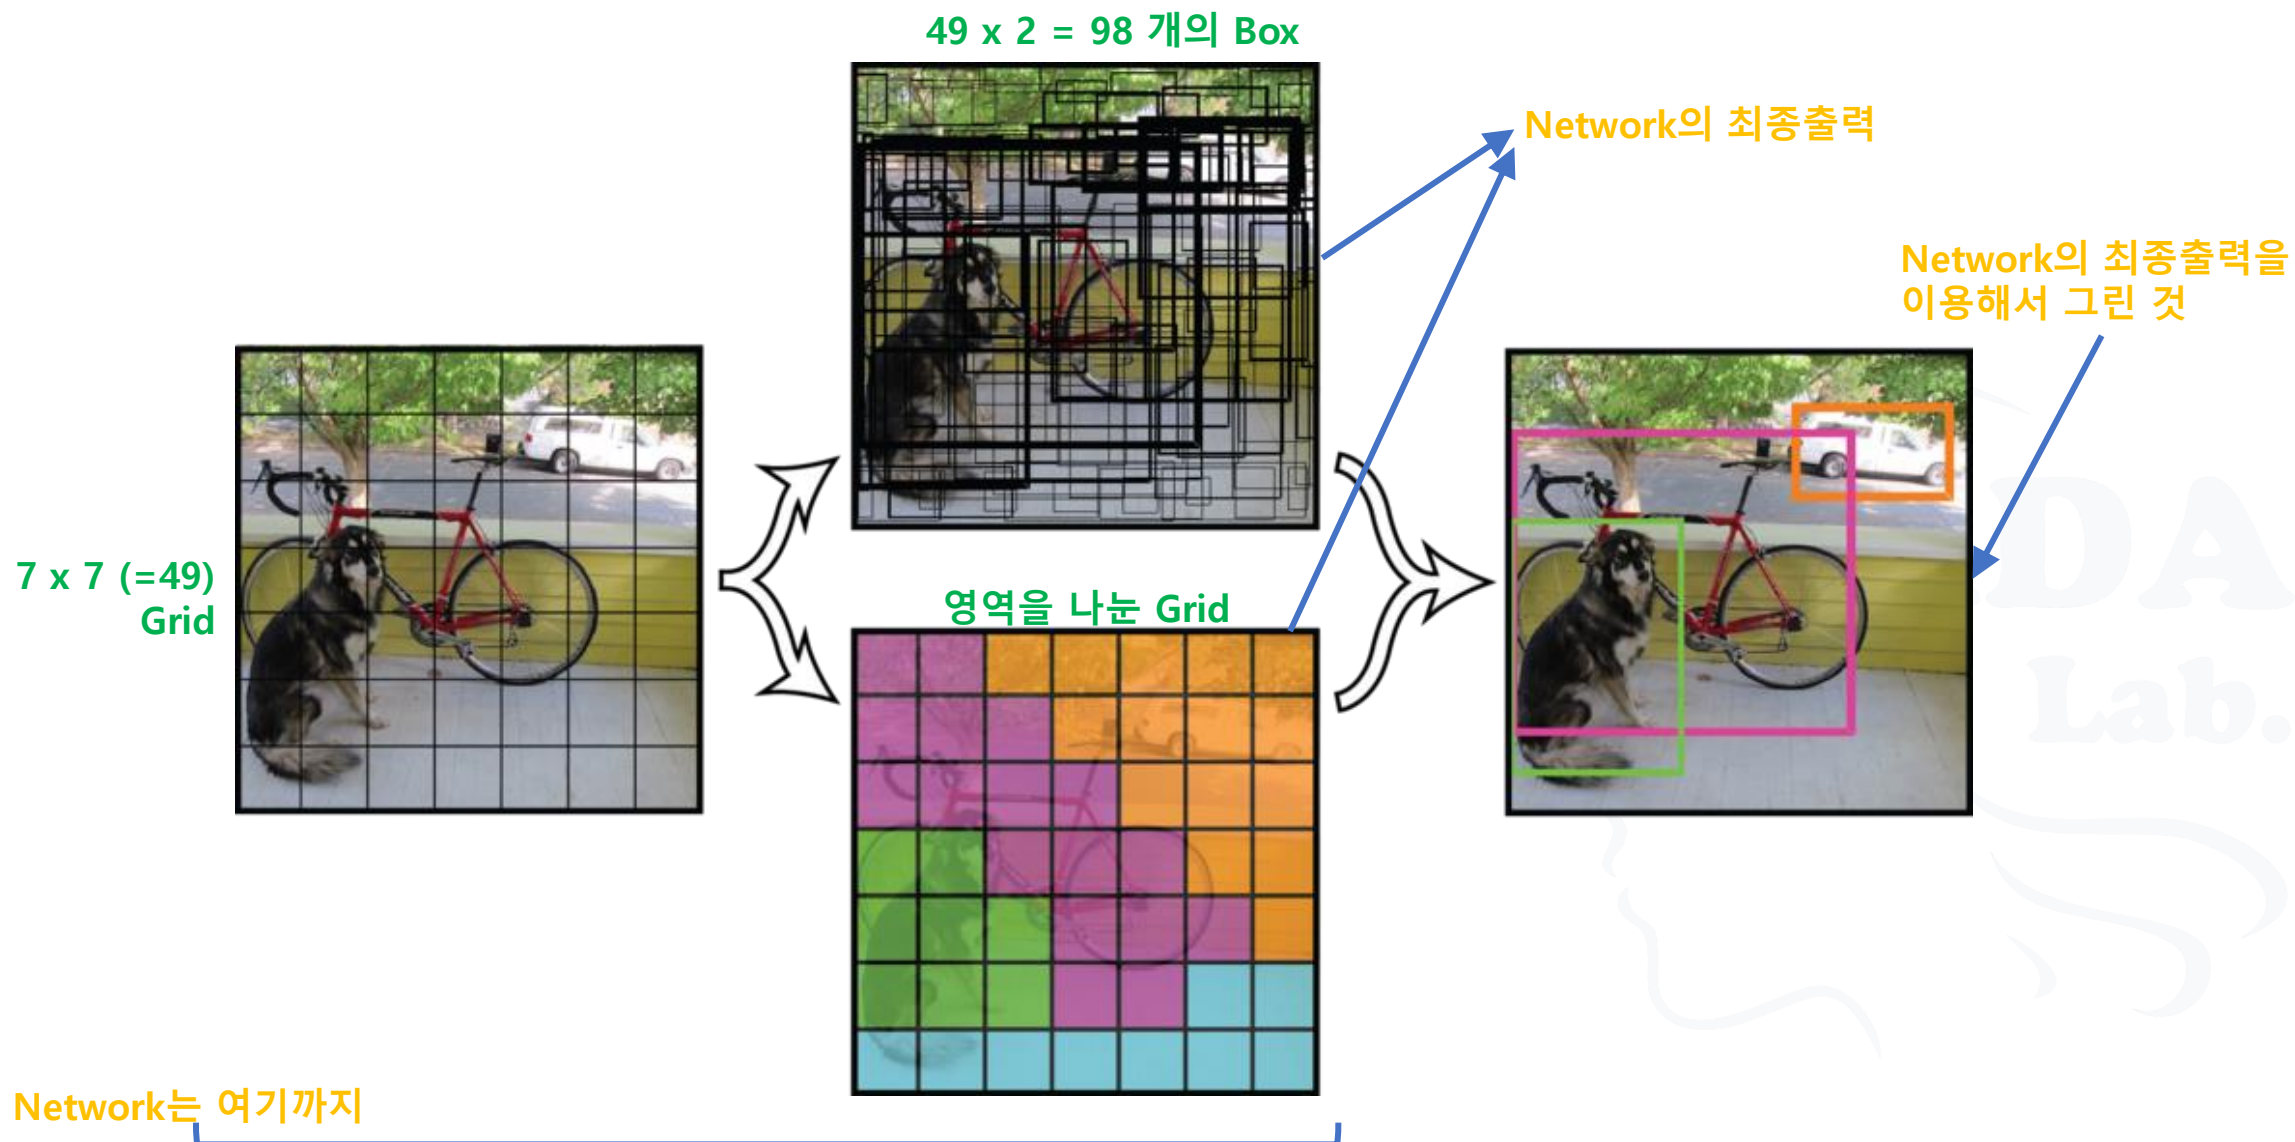 49 x 2 = 98 개의 Box
Network의 최종출력
Network의 최종출력을
이용해서 그린 것
7 x 7 (=49)
Grid
영역을 나눈 Grid
DA
Lab.
Network는 여기까지